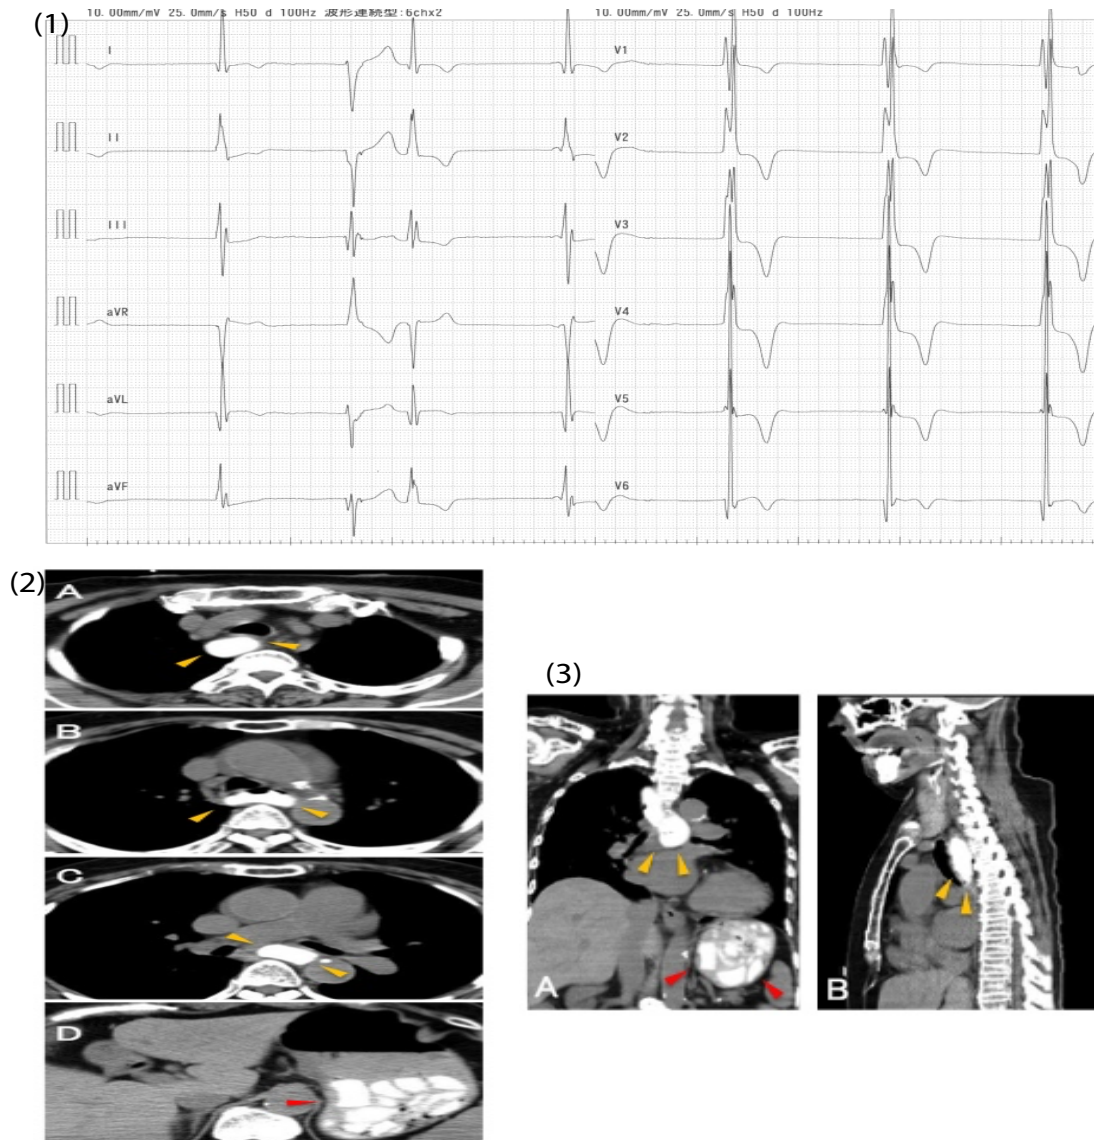 (1)
10.00mm/mV 25.0mm/s H50 d 100Hz 波形連続型:6chx2
10.00mm/mV 25.0mm/s H50 d 100Hz
I
II
III
aVR
aVL
aVF
V1
V2
V3
V4
V5
V6
(2)
A
B
C
D
(3)
A
B